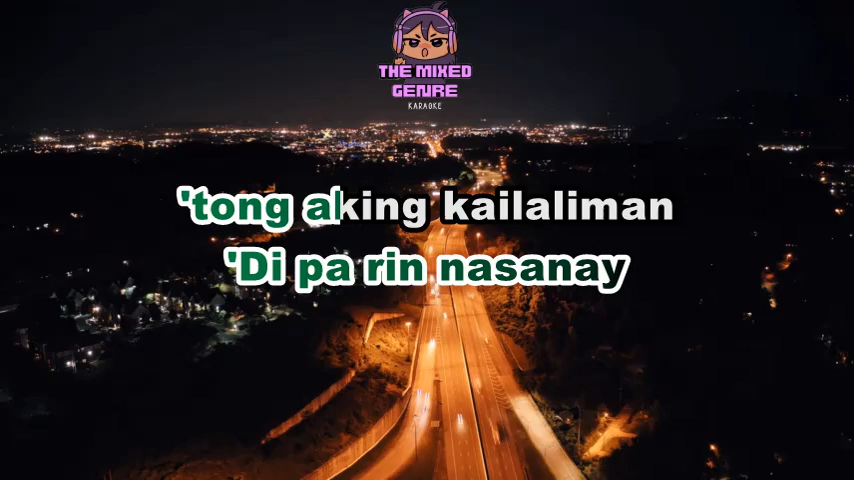 THE MIXED
GENRE
KARAOKE
'tong aking kailaliman
'Di pa rin nasanay